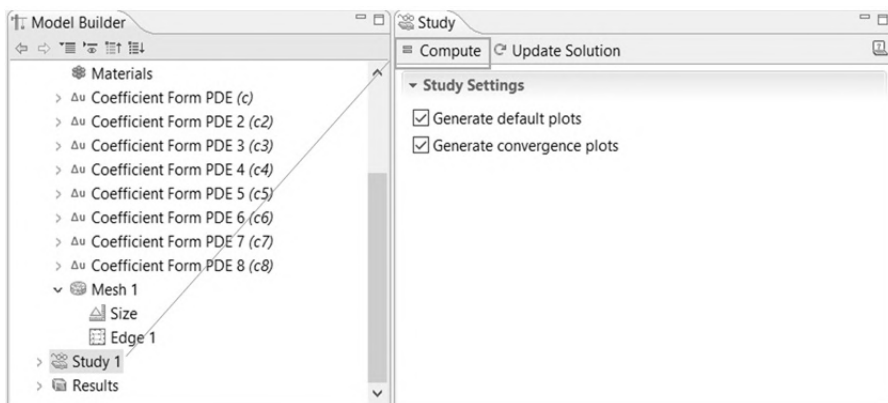 Model Builder
Materials
Coefficient Form PDE (c)
Coefficient Form PDE 2 (c2)
Coefficient Form PDE 3 (c3)
Coefficient Form PDE 4 (c4)
Coefficient Form PDE 5 (c5)
Coefficient Form PDE 6 (c6)
Coefficient Form PDE 7 (c7)
Coefficient Form PDE 8 (c8)
Mesh 1
Size
Edge 1
Study 1
Results
Study
Compute
Update Solution
Study Settings
Generate default plots
Generate convergence plots